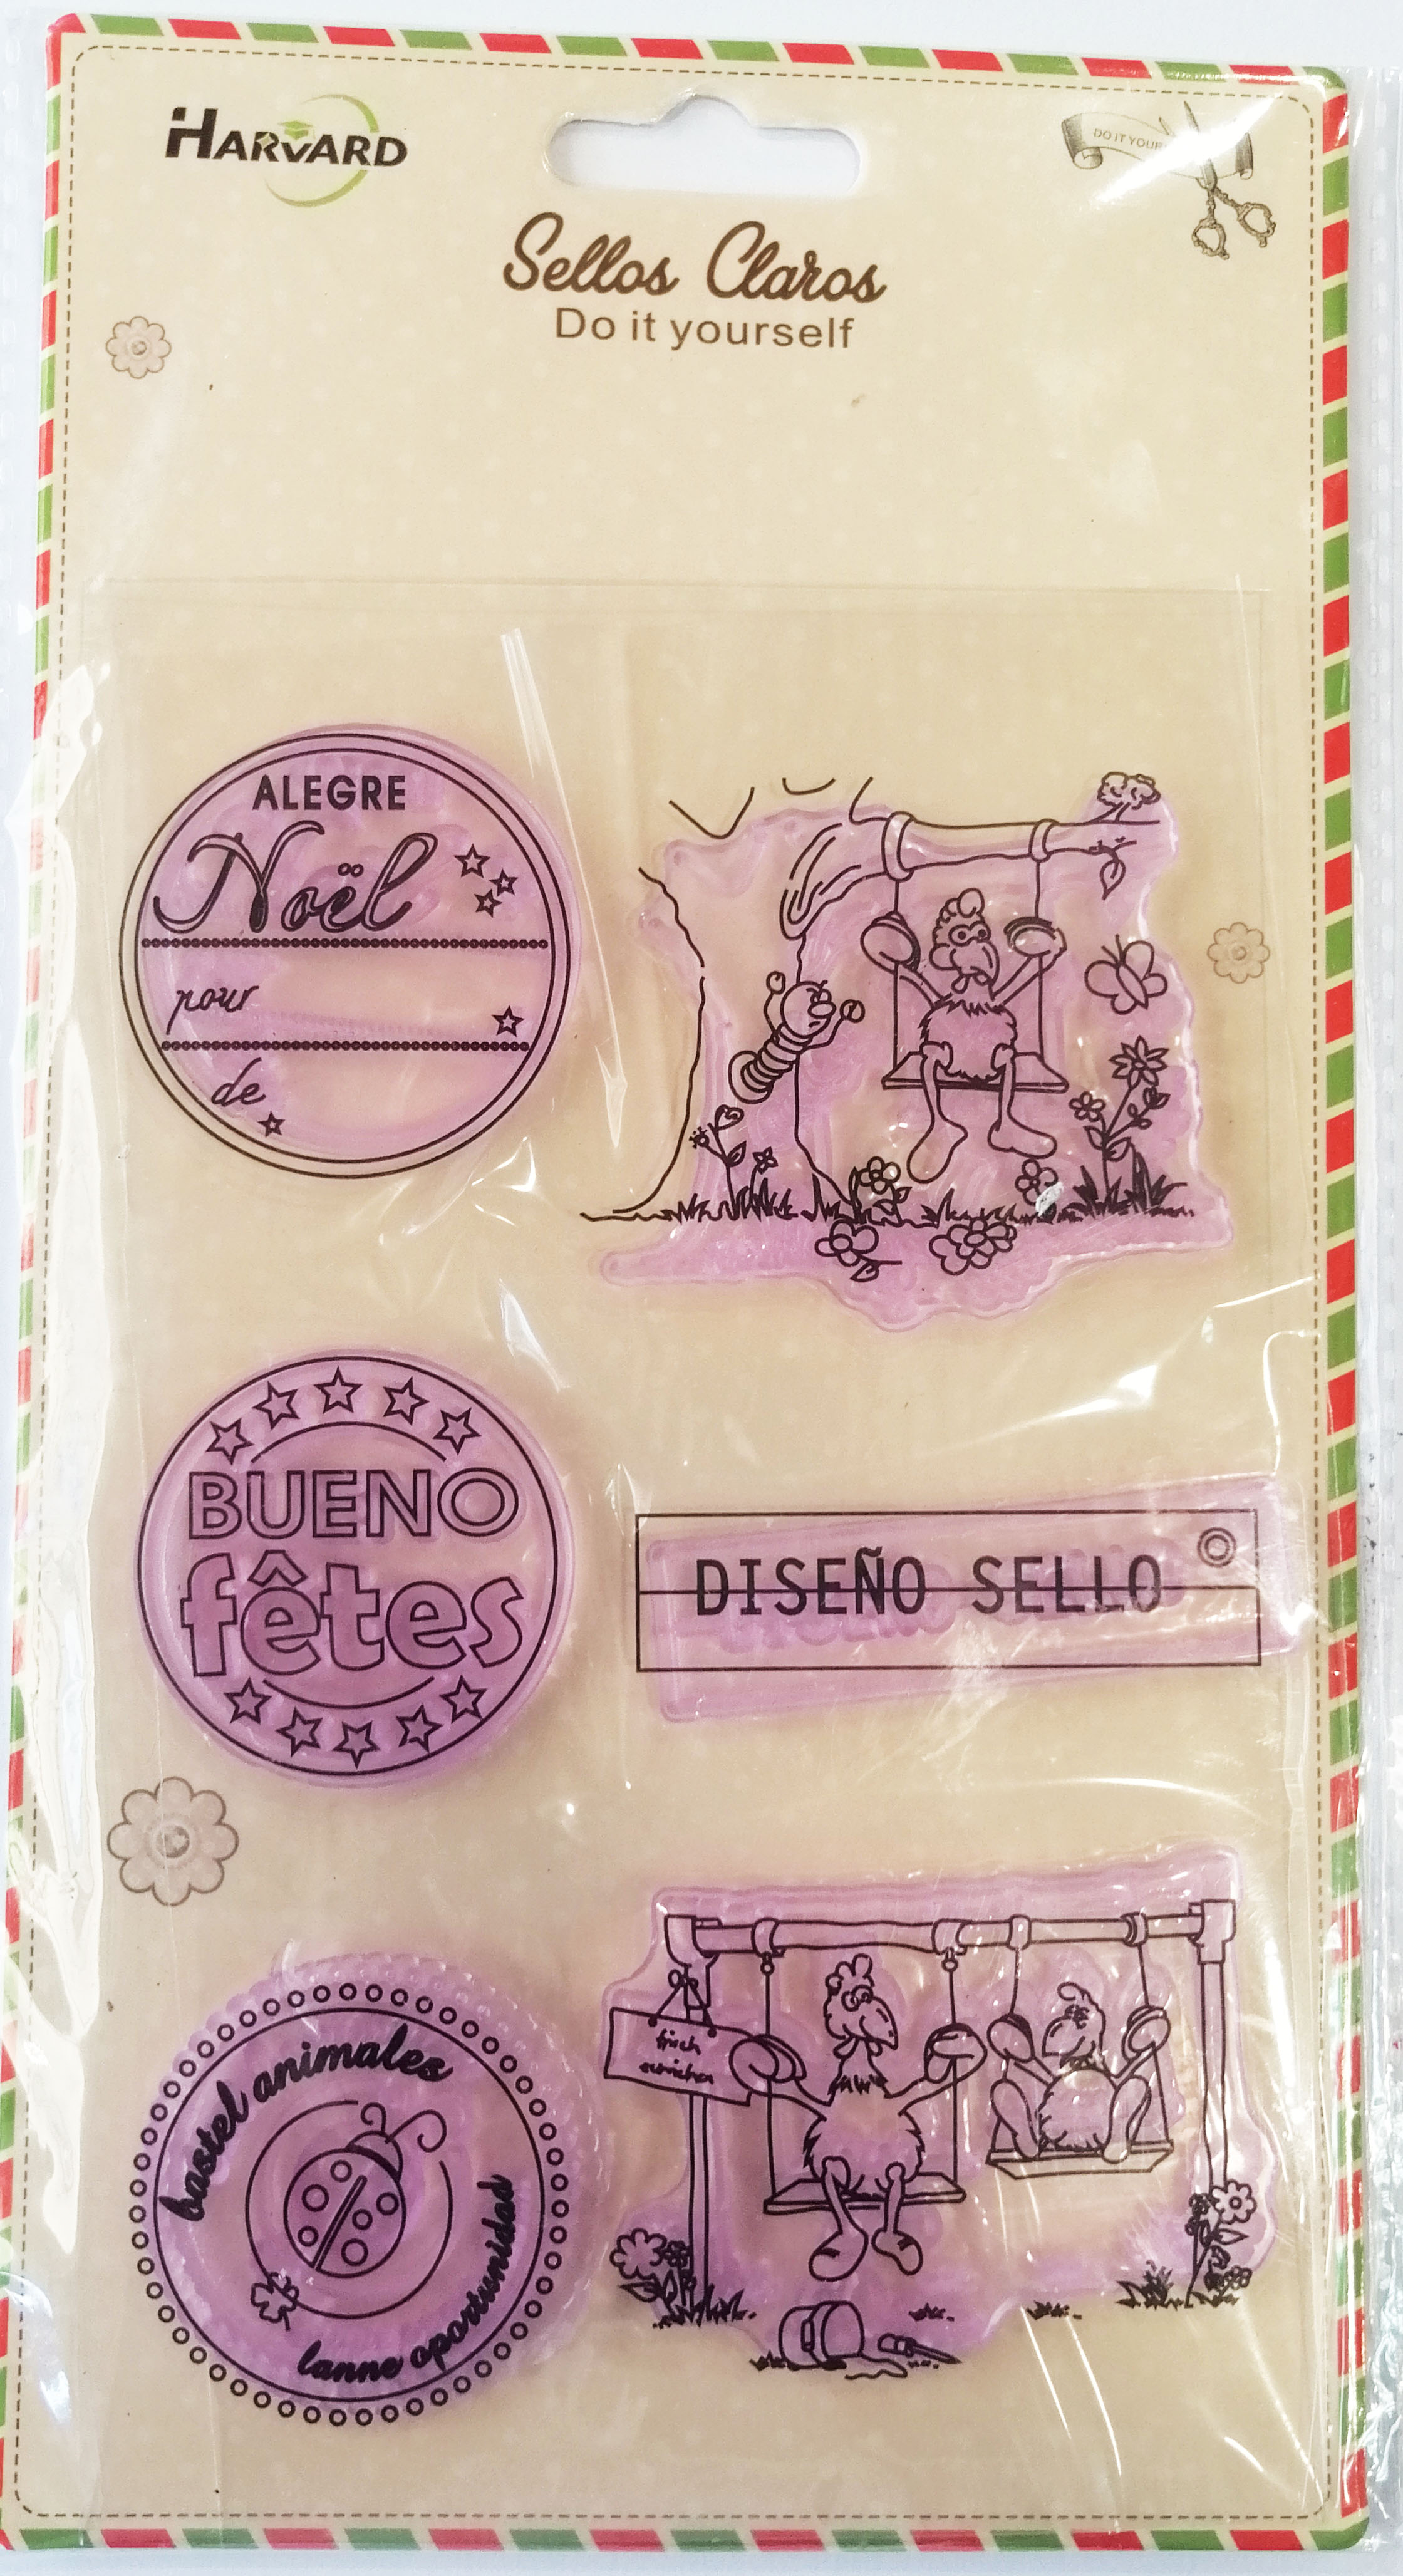 HARVARD
DO IT YOUR
Sellos Claros
Do it yourself
ALEGRE
Noël
pour
de
BUENO
fêtes
DISEÑO SELLO
bastel animales
lanne oportunidad
frisch